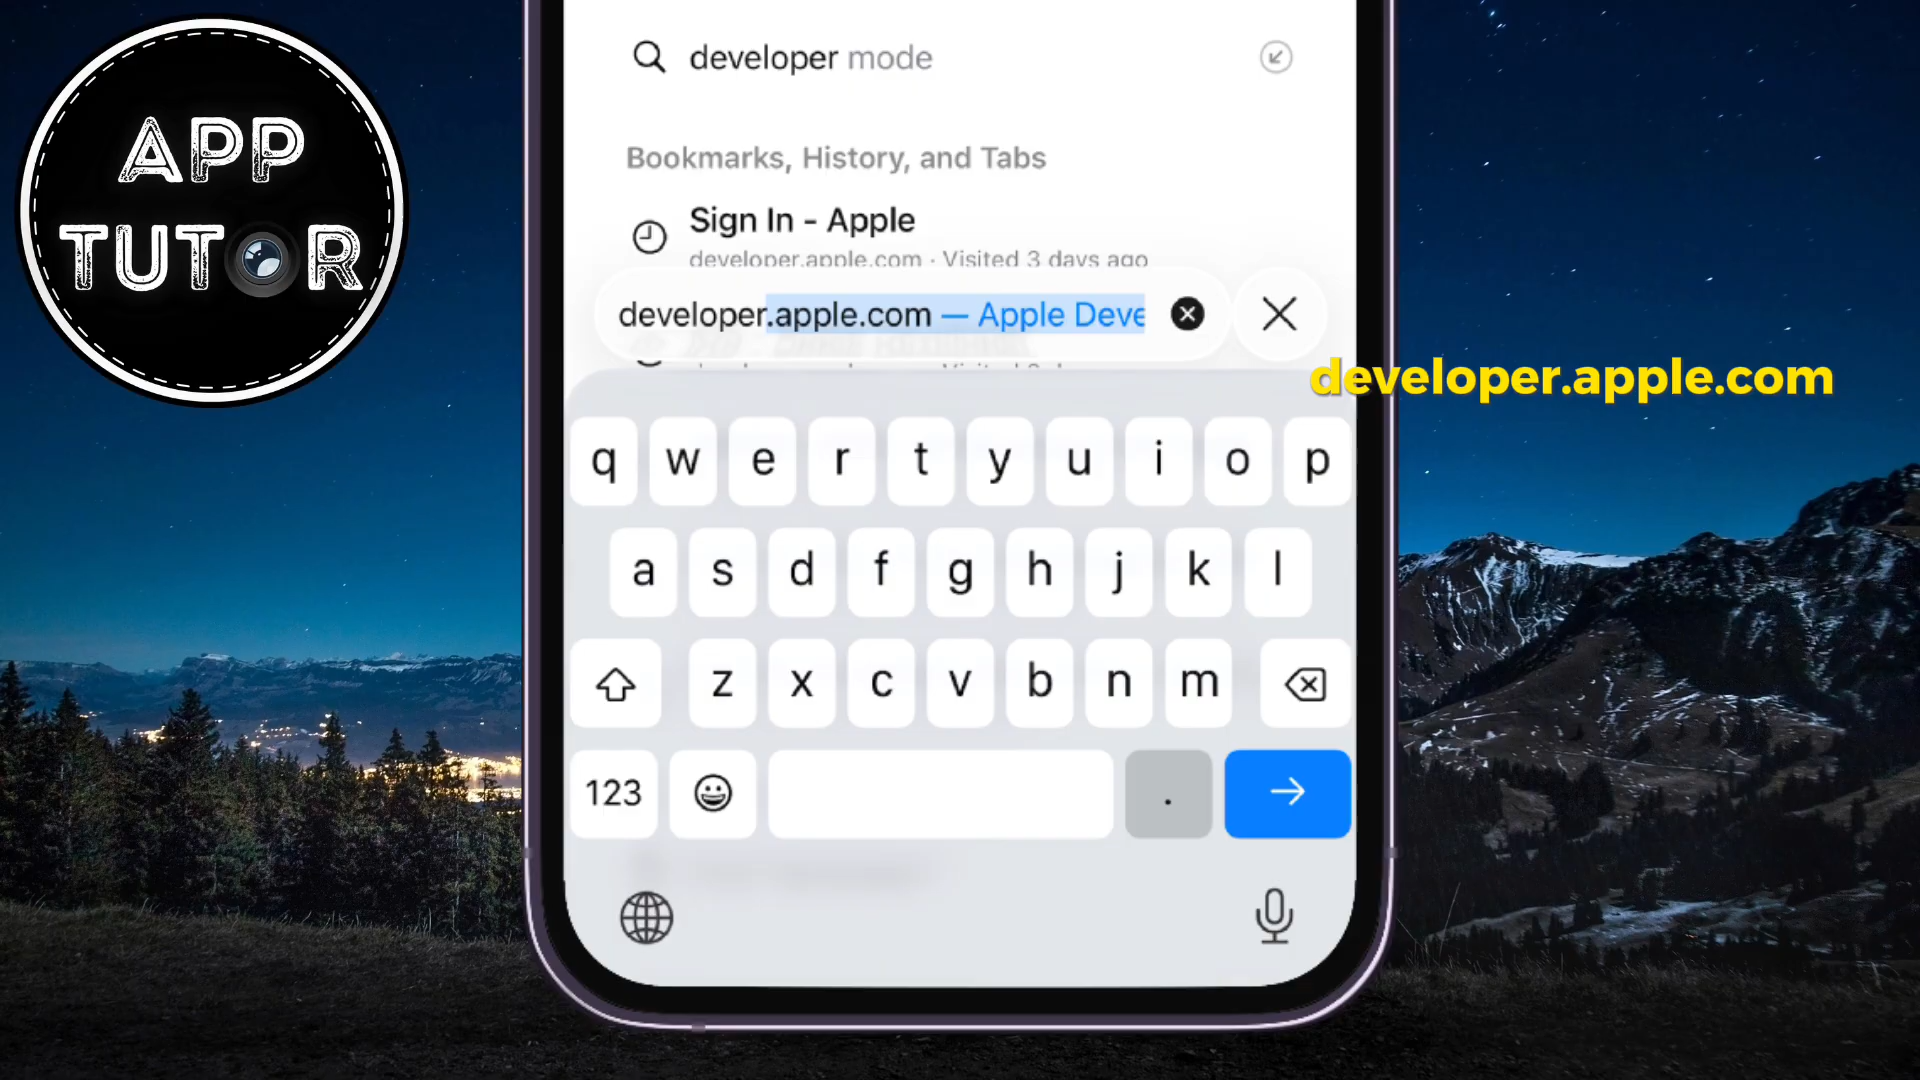 APP
TUTOR
developer mode
Bookmarks, History, and Tabs
Sign In - Apple
developer.apple.com · Visited 3 days ago
developer.apple.com — Apple Deve
developer.apple.com
q w e r t y u i o p
a s d f g h j k l
z x c v b n m
123 .